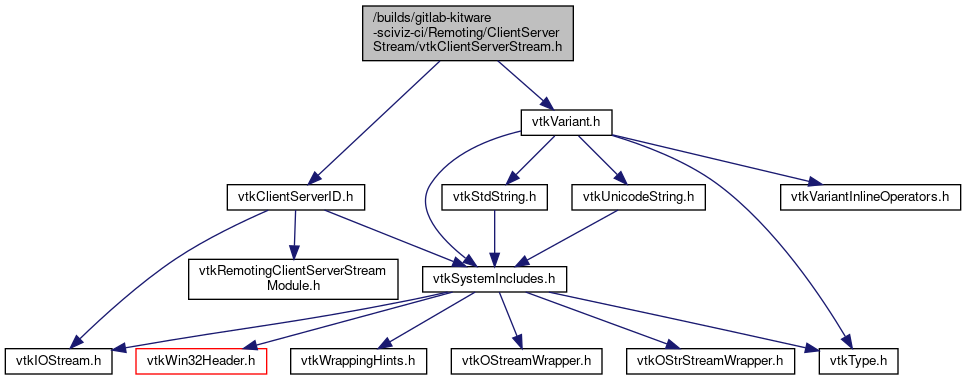 /builds/gitlab-kitware
-sciviz-ci/Remoting/ClientServer
Stream/vtkClientServerStream.h
vtkVariant.h
vtkClientServerID.h
vtkStdString.h
vtkUnicodeString.h
vtkVariantInlineOperators.h
vtkRemotingClientServerStream
Module.h
vtkSystemIncludes.h
vtkIOStream.h
vtkWin32Header.h
vtkWrappingHints.h
vtkOStreamWrapper.h
vtkOStrStreamWrapper.h
vtkType.h